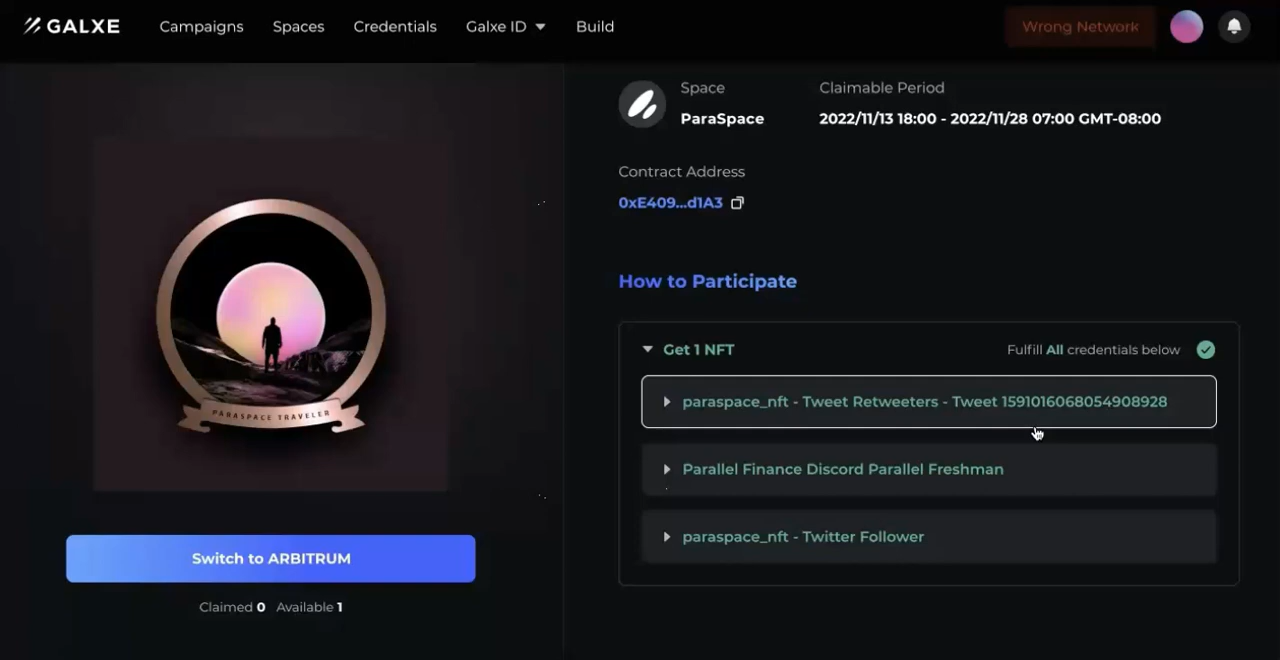 GALXE
Campaigns
Spaces
Credentials
Galxe ID
Build
Wrong Network
Space
ParaSpace
Claimable Period
2022/11/13 18:00 - 2022/11/28 07:00 GMT-08:00
Contract Address
0xE409...d1A3
How to Participate
Get 1 NFT
Fulfill All credentials below
paraspace_nft - Tweet Retweeters - Tweet 1591016068054908928
Parallel Finance Discord Parallel Freshman
paraspace_nft - Twitter Follower
PARASPACE TRAVELER
Switch to ARBITRUM
Claimed 0 Available 1